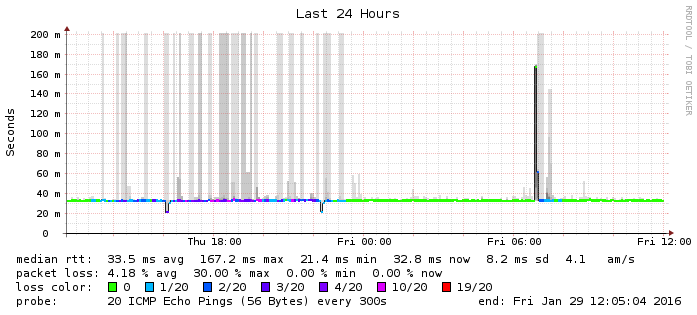 Last 24 Hours
RRDTOOL / TOBI OETIKER
Seconds
200 m
180 m
160 m
140 m
120 m
100 m
80 m
60 m
40 m
20 m
0
Thu 18:00 Fri 00:00 Fri 06:00 Fri 12:00
median rtt: 33.5 ms avg 167.2 ms max 21.4 ms min 32.8 ms now 8.2 ms sd 4.1 am/s
packet loss: 4.18 % avg 30.00 % max 0.00 % min 0.00 % now
loss color: 0 1/20 2/20 3/20 4/20 10/20 19/20
probe: 20 ICMP Echo Pings (56 Bytes) every 300s end: Fri Jan 29 12:05:04 2016